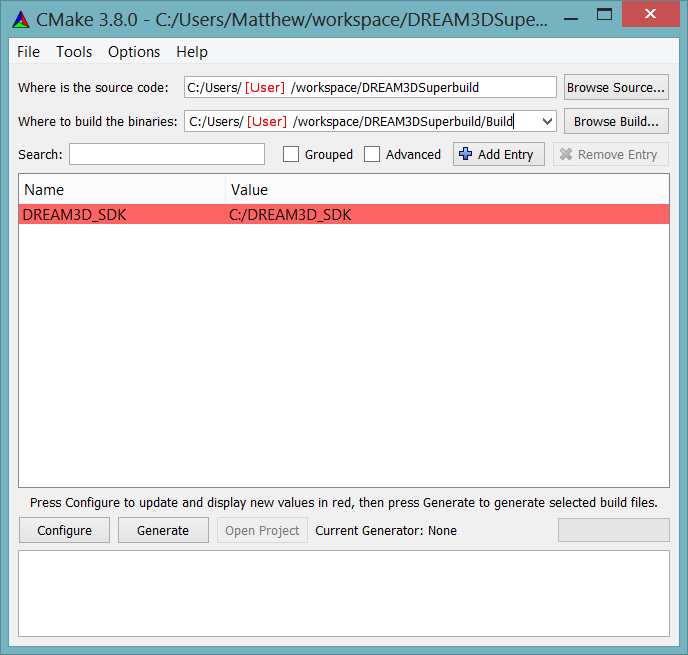 CMake 3.8.0 - C:/Users/Matthew/workspace/DREAM3DSupe...
File Tools Options Help
Where is the source code: C:/Users/ [User] /workspace/DREAM3DSuperbuild Browse Source...
Where to build the binaries: C:/Users/ [User] /workspace/DREAM3DSuperbuild/Build Browse Build...
Search: Grouped Advanced Add Entry Remove Entry
Name Value
DREAM3D_SDK C:/DREAM3D_SDK
Press Configure to update and display new values in red, then press Generate to generate selected build files.
Configure Generate Open Project Current Generator: None